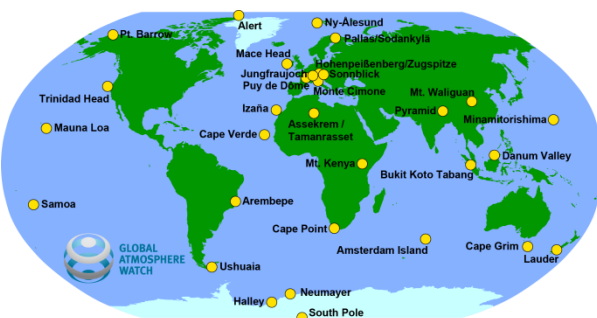 Alert
Ny-Ålesund
Pt. Barrow
Pallas/Sodankylä
Mace Head
Hohenpeißenberg/Zugspitze
Jungfraujoch
Sonnblick
Puy de Dôme
Monte Cimone
Trinidad Head
Mt. Waliguan
Izaña
Pyramid
Assekrem /
Tamanrasset
Minamitorishima
Mauna Loa
Cape Verde
Danum Valley
Mt. Kenya
Bukit Koto Tabang
Samoa
Arembepe
Cape Point
Amsterdam Island
Cape Grim
Lauder
GLOBAL
ATMOSPHERE
WATCH
Ushuaia
Neumayer
Halley
South Pole